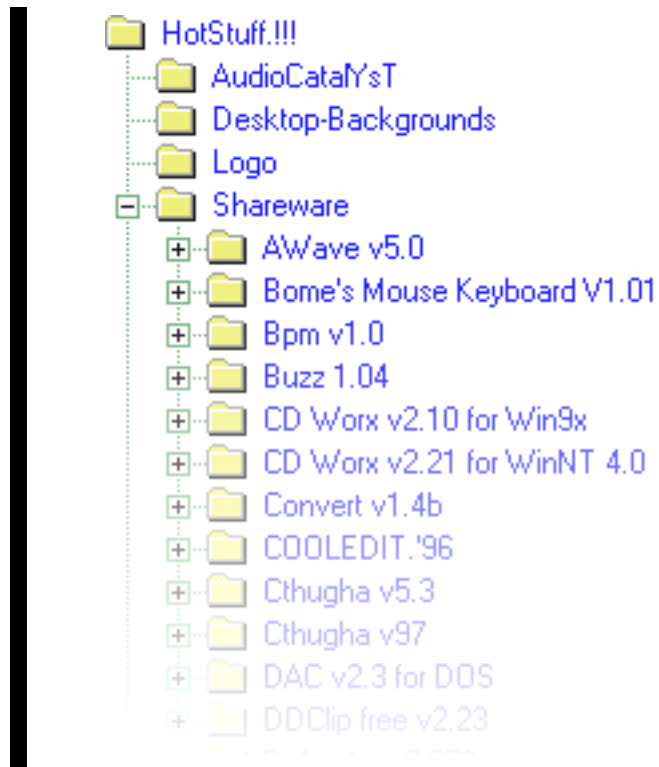 HotStuff.!!!
AudioCatalYsT
Desktop-Backgrounds
Logo
Shareware
AWave v5.0
Bome's Mouse Keyboard V1.01
Bpm v1.0
Buzz 1.04
CD Worx v2.10 for Win9x
CD Worx v2.21 for WinNT 4.0
Convert v1.4b
COOLEDIT.'96
Cthugha v5.3
Cthugha v97
DAC v2.3 for DOS
DDClip free v2.23